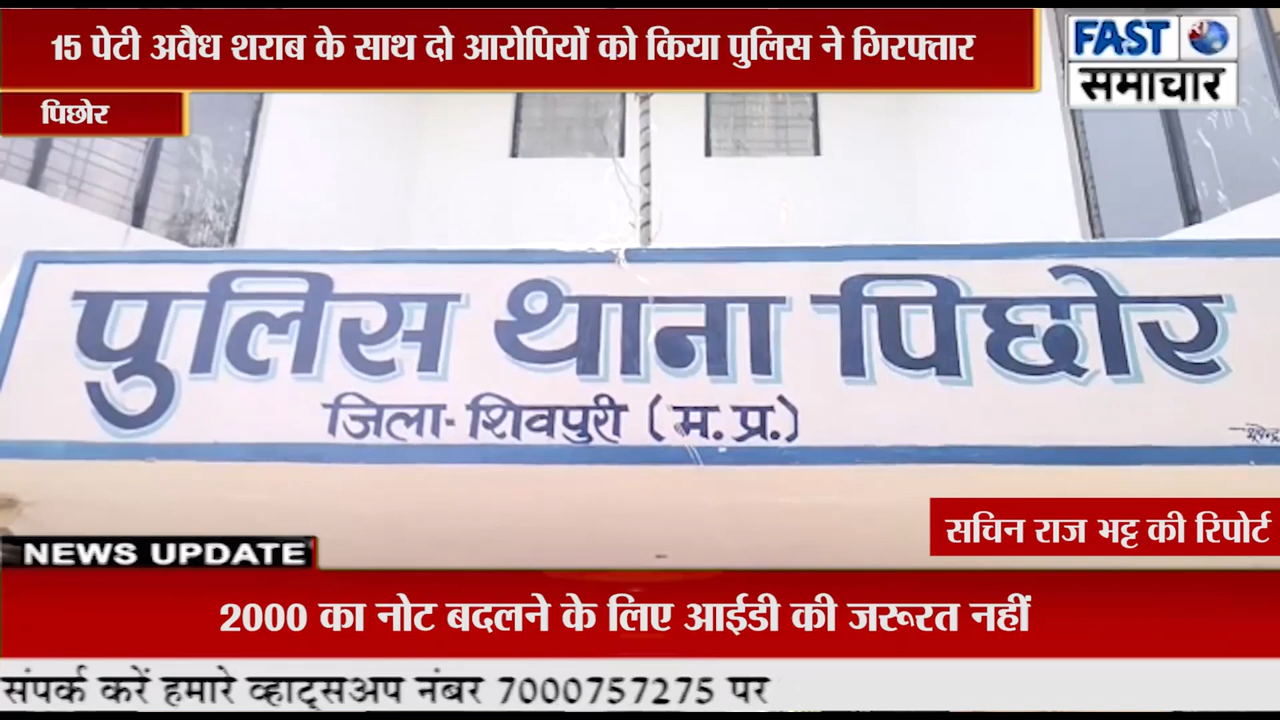 15 पेटी अवैध शराब के साथ दो आरोपियों को किया पुलिस ने गिरफ्तार
FAST
समाचार
पिछोर
पुलिस थाना पिछोर
जिला- शिवपुरी (म.प्र.)
सचिन राज भट्ट की रिपोर्ट
NEWS UPDATE
2000 का नोट बदलने के लिए आईडी की जरूरत नहीं
संपर्क करें हमारे व्हाट्सअप नंबर 7000757275 पर